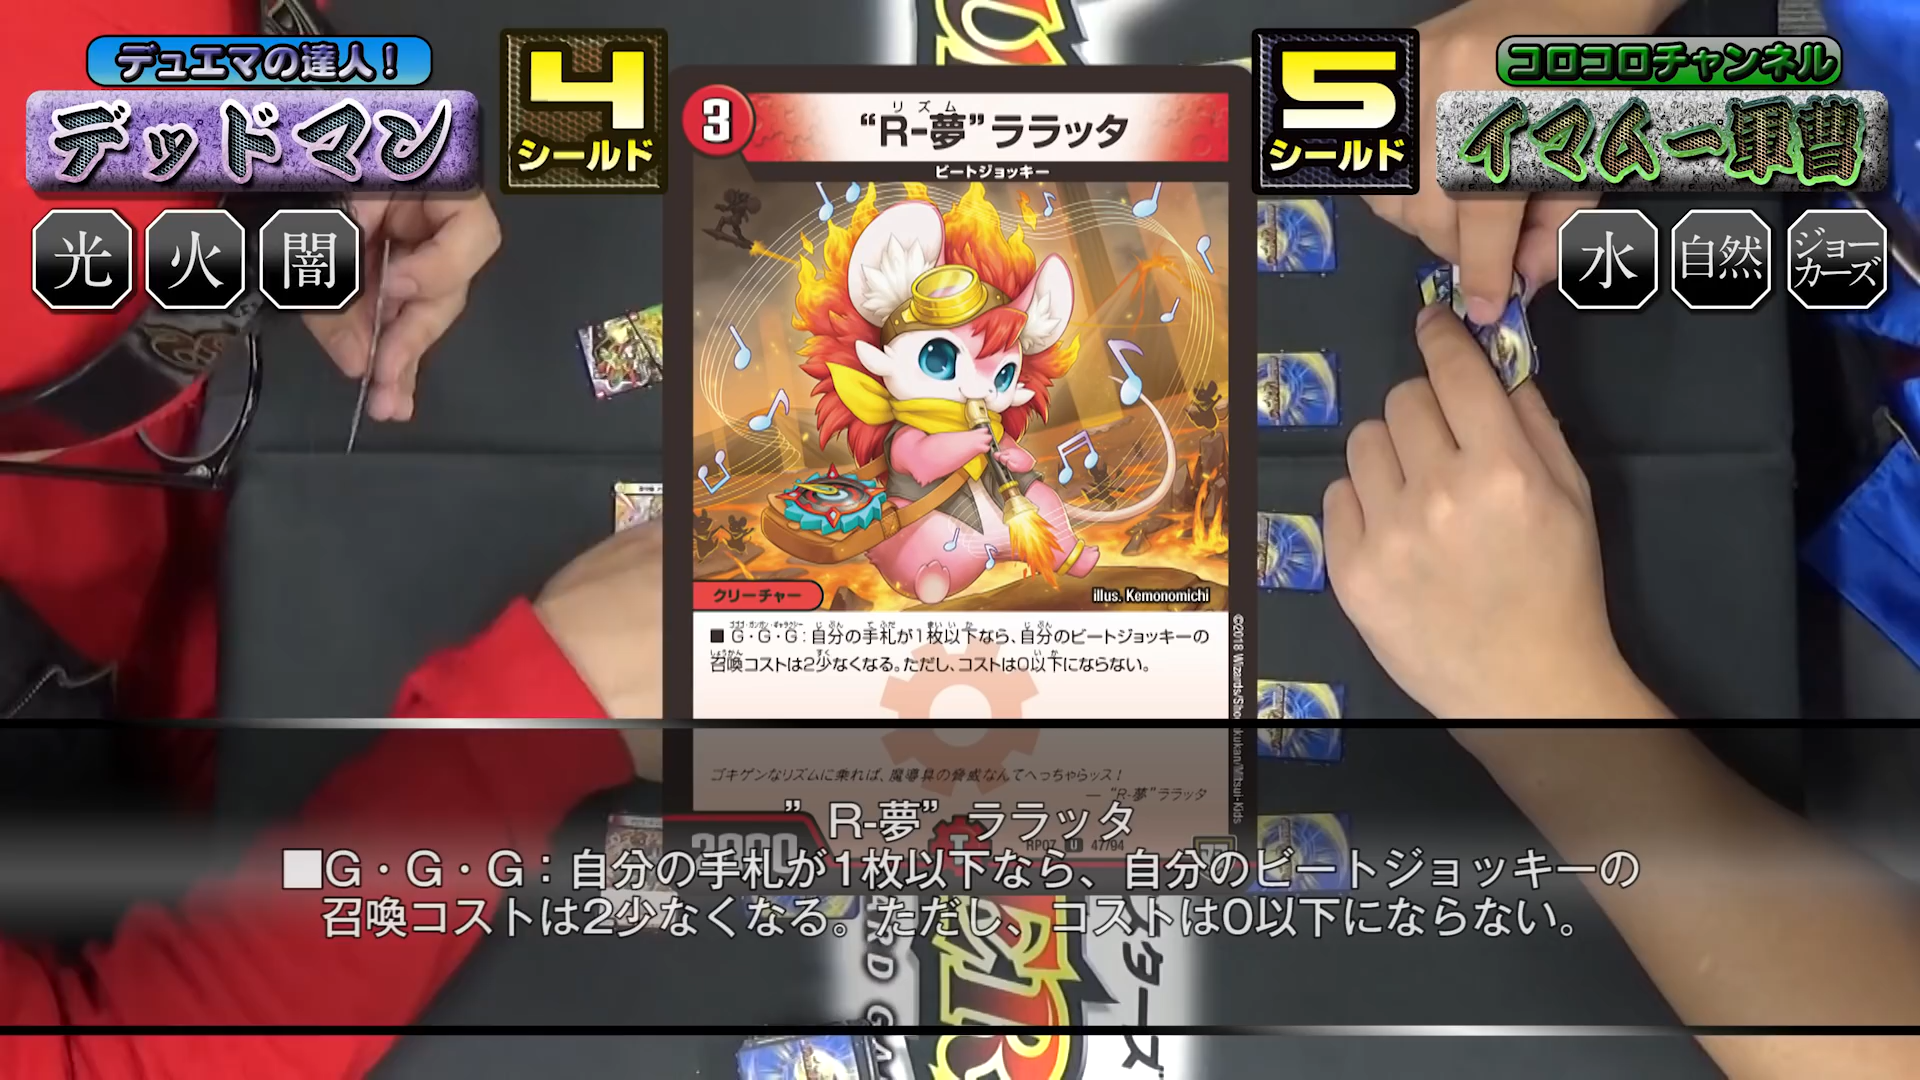 デュエマの達人！
デッドマン
光
火
闇
4
シールド
5
シールド
コロコロチャンネル
イマムー軍曹
水
自然
ジョー
カーズ
3
リズム
“R-夢”ララッタ
ビートジョッキー
クリーチャー
illus. Kemonomichi
■G・G・G：自分の手札が1枚以下なら、自分のビートジョッキーの
召喚コストは2少なくなる。ただし、コストは0以下にならない。
ゴキゲンなリズムに乗れば、魔導具の脅威なんてへっちゃらッス！
― “R-夢”ララッタ
RP07 U 47/94
”R-夢” ララッタ
■G・G・G：自分の手札が1枚以下なら、自分のビートジョッキーの
召喚コストは2少なくなる。ただし、コストは0以下にならない。